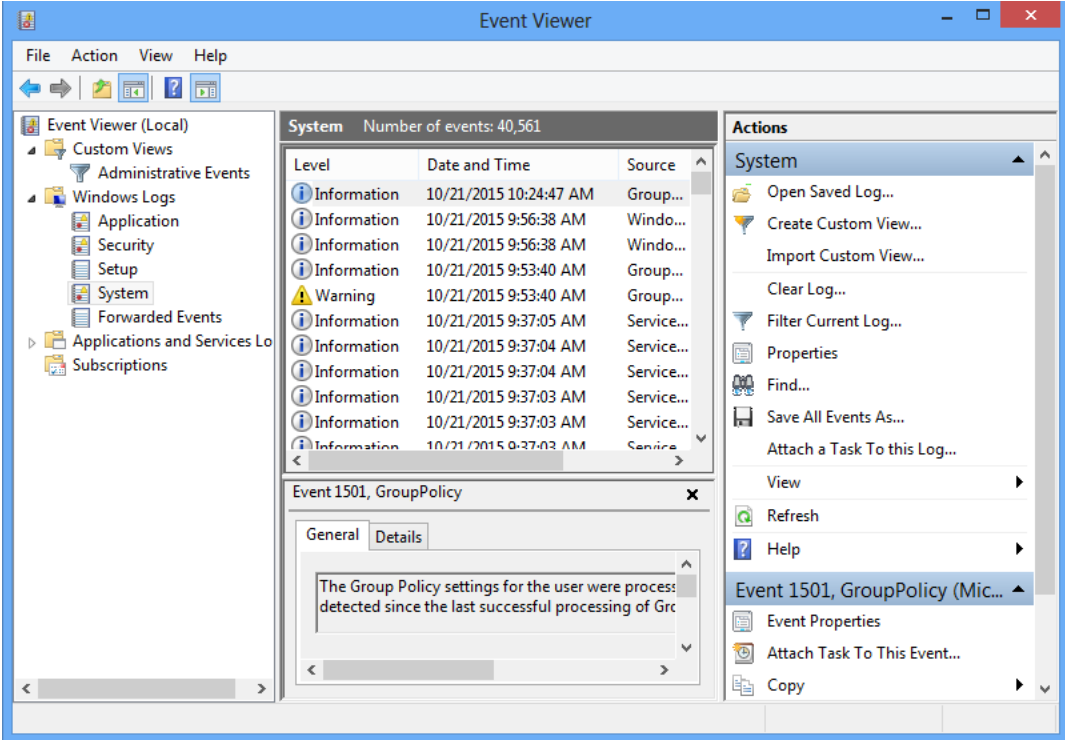 Event Viewer
File Action View Help
Event Viewer (Local)
Custom Views
Administrative Events
Windows Logs
Application
Security
Setup
System
Forwarded Events
Applications and Services Lo
Subscriptions
System Number of events: 40,561
Level Date and Time Source
Information 10/21/2015 10:24:47 AM Group...
Information 10/21/2015 9:56:38 AM Windo...
Information 10/21/2015 9:56:38 AM Windo...
Information 10/21/2015 9:53:40 AM Group...
Warning 10/21/2015 9:53:40 AM Group...
Information 10/21/2015 9:37:05 AM Service...
Information 10/21/2015 9:37:04 AM Service...
Information 10/21/2015 9:37:04 AM Service...
Information 10/21/2015 9:37:03 AM Service...
Information 10/21/2015 9:37:03 AM Service...
Information 10/21/2015 9:37:03 AM Service...
Event 1501, GroupPolicy
General Details
The Group Policy settings for the user were process
detected since the last successful processing of Gro
Actions
System
Open Saved Log...
Create Custom View...
Import Custom View...
Clear Log...
Filter Current Log...
Properties
Find...
Save All Events As...
Attach a Task To this Log...
View
Refresh
Help
Event 1501, GroupPolicy (Mic...
Event Properties
Attach Task To This Event...
Copy